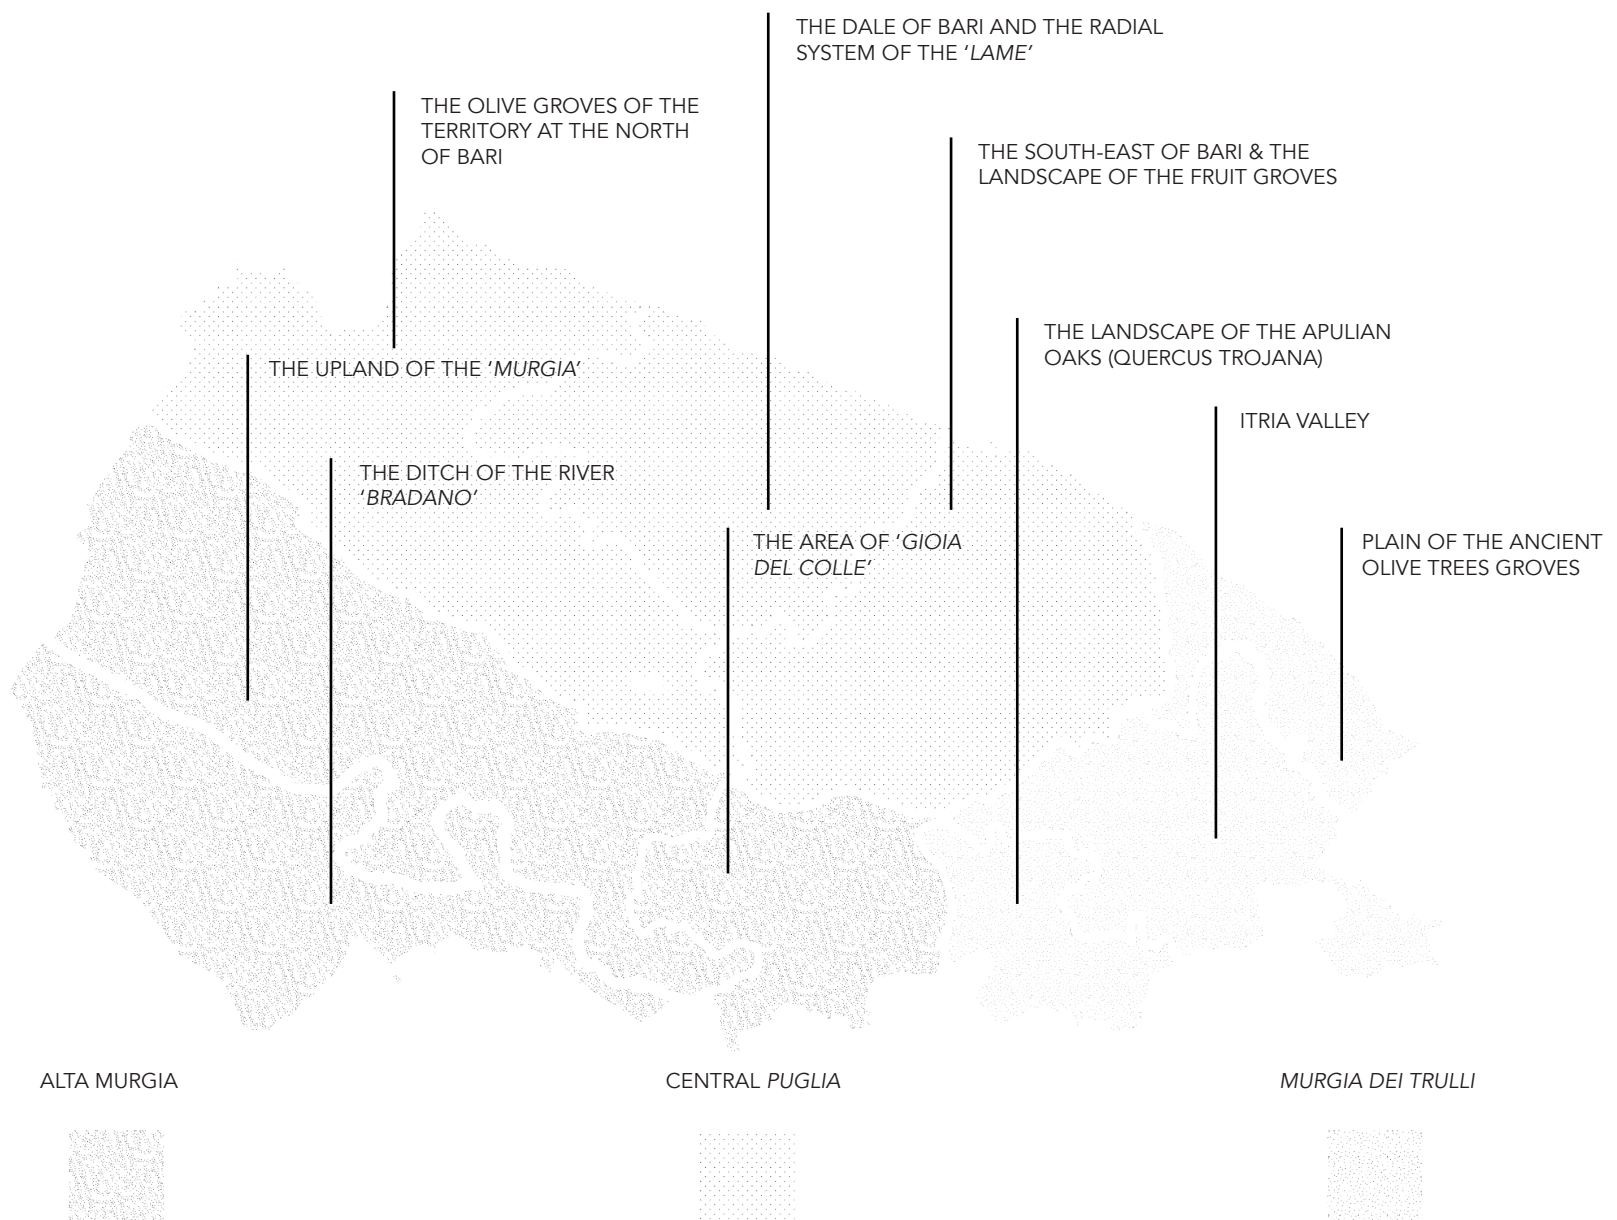 THE DALE OF BARI AND THE RADIAL
SYSTEM OF THE ‘LAME’
THE OLIVE GROVES OF THE
TERRITORY AT THE NORTH
OF BARI
THE SOUTH-EAST OF BARI & THE
LANDSCAPE OF THE FRUIT GROVES
THE LANDSCAPE OF THE APULIAN
OAKS (QUERCUS TROJANA)
THE UPLAND OF THE ‘MURGIA’
ITRIA VALLEY
THE DITCH OF THE RIVER
‘BRADANO’
THE AREA OF ‘GIOIA
DEL COLLE’
PLAIN OF THE ANCIENT
OLIVE TREES GROVES
ALTA MURGIA
CENTRAL PUGLIA
MURGIA DEI TRULLI